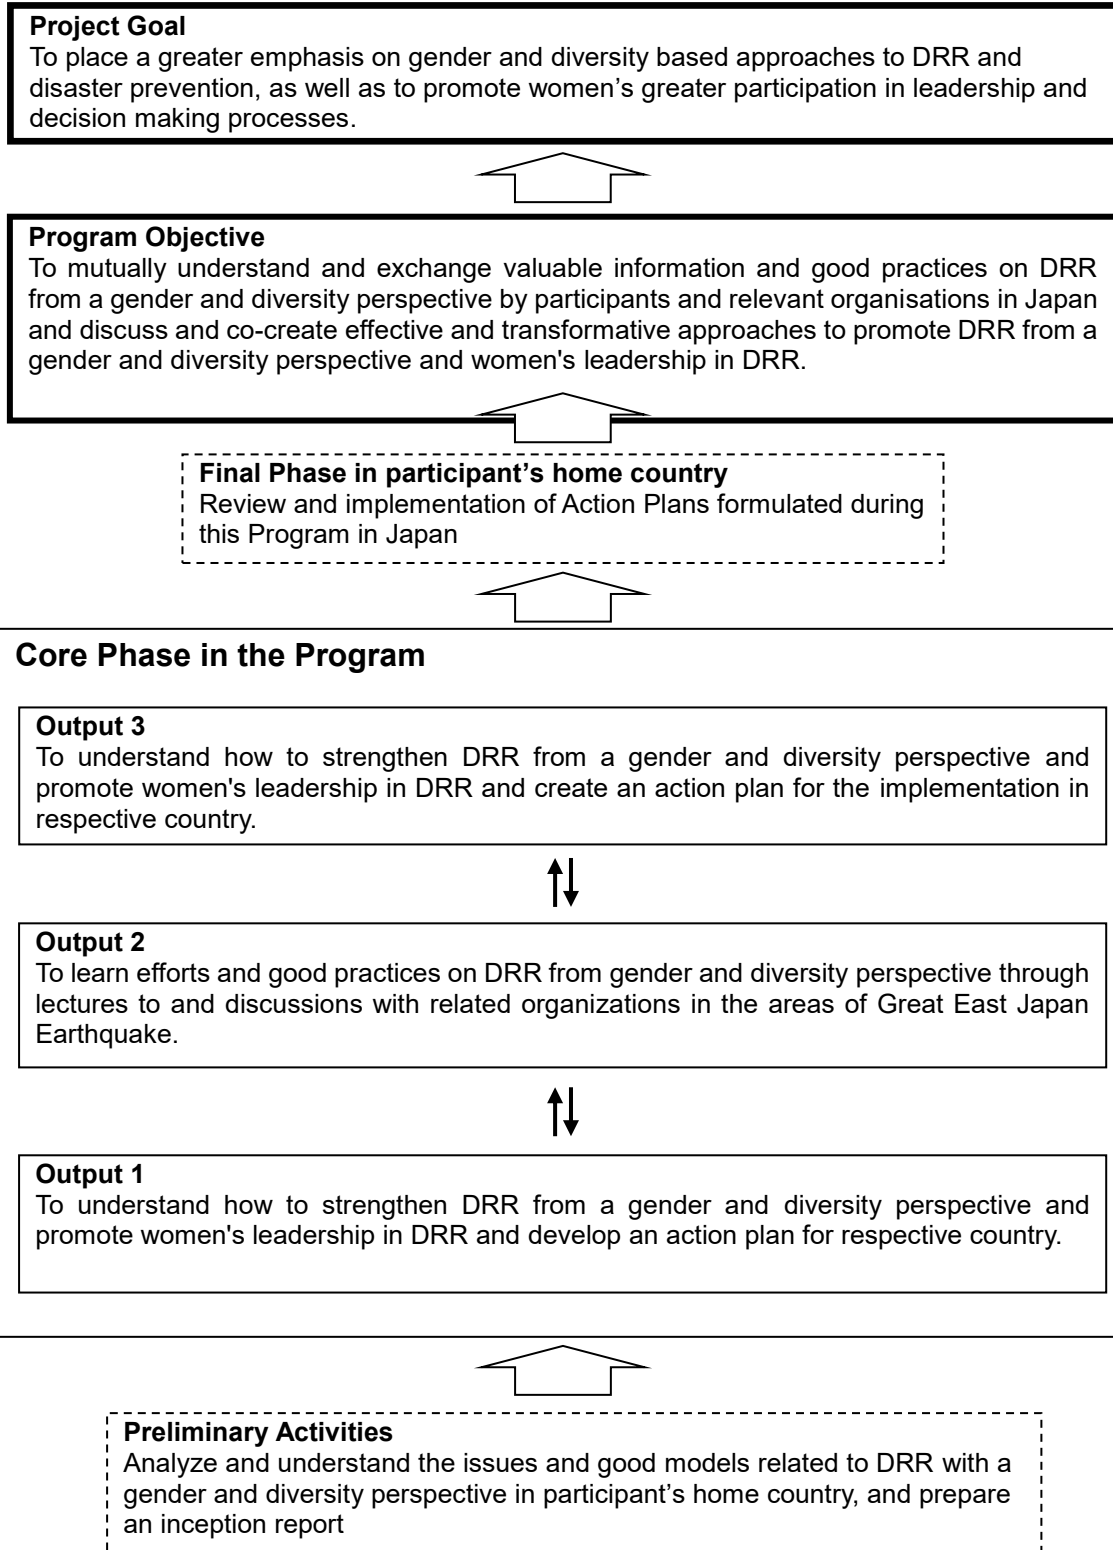 Project Goal
To place a greater emphasis on gender and diversity based approaches to DRR and
disaster prevention, as well as to promote women’s greater participation in leadership and
decision making processes.
Program Objective
To mutually understand and exchange valuable information and good practices on DRR
from a gender and diversity perspective by participants and relevant organisations in Japan
and discuss and co-create effective and transformative approaches to promote DRR from a
gender and diversity perspective and women's leadership in DRR.
Final Phase in participant’s home country
Review and implementation of Action Plans formulated during
this Program in Japan
Core Phase in the Program
Output 3
To understand how to strengthen DRR from a gender and diversity perspective and
promote women's leadership in DRR and create an action plan for the implementation in
respective country.
Output 2
To learn efforts and good practices on DRR from gender and diversity perspective through
lectures to and discussions with related organizations in the areas of Great East Japan
Earthquake.
Output 1
To understand how to strengthen DRR from a gender and diversity perspective and
promote women's leadership in DRR and develop an action plan for respective country.
Preliminary Activities
Analyze and understand the issues and good models related to DRR with a
gender and diversity perspective in participant’s home country, and prepare
an inception report